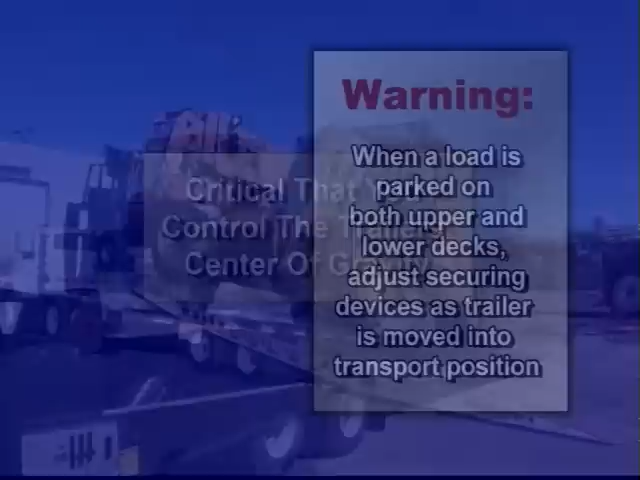 Warning:
When a load is
parked on
both upper and
lower decks,
adjust securing
devices as trailer
is moved into
transport position
Critical That You
Control The Trailers
Center Of Gravity